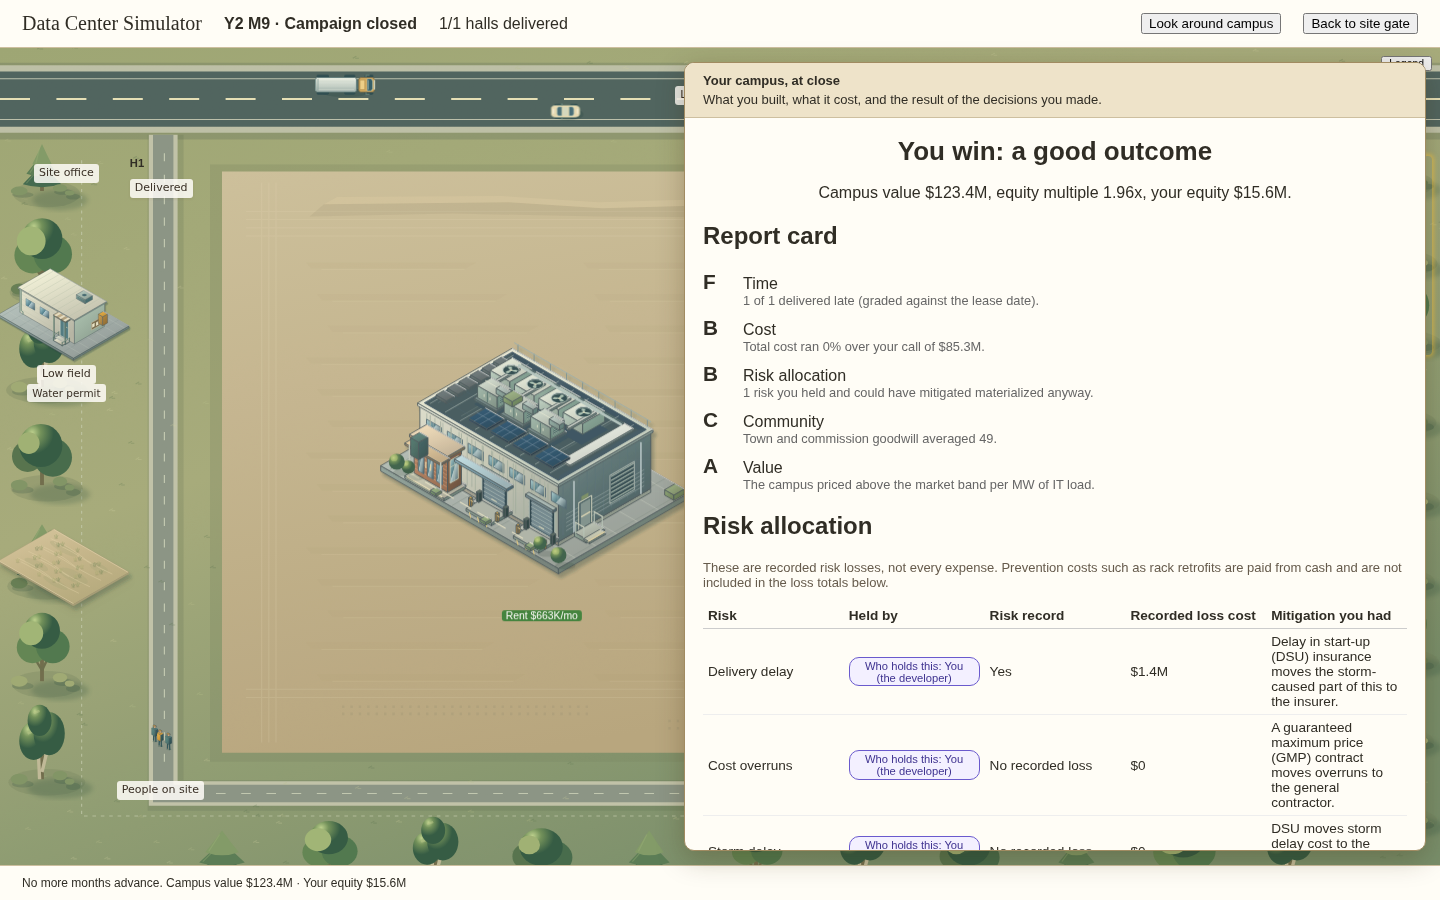 Data Center Simulator
Y2 M9 · Campaign closed
1/1 halls delivered
Look around campus
Back to site gate
Site office
H1
Delivered
Low field
Water permit
Rent $663K/mo
People on site
Your campus, at close
What you built, what it cost, and the result of the decisions you made.
You win: a good outcome
Campus value $123.4M, equity multiple 1.96x, your equity $15.6M.
Report card
F Time
1 of 1 delivered late (graded against the lease date).
B Cost
Total cost ran 0% over your call of $85.3M.
B Risk allocation
1 risk you held and could have mitigated materialized anyway.
C Community
Town and commission goodwill averaged 49.
A Value
The campus priced above the market band per MW of IT load.
Risk allocation
These are recorded risk losses, not every expense. Prevention costs such as rack retrofits are paid from cash and are not
included in the loss totals below.
Risk Held by Risk record Recorded loss cost Mitigation you had
Delivery delay
Who holds this: You
(the developer)
Yes
$1.4M
Delay in start-up
(DSU) insurance
moves the storm-
caused part of this to
the insurer.
Cost overruns
Who holds this: You
(the developer)
No recorded loss
$0
A guaranteed
maximum price
(GMP) contract
moves overruns to
the general
contractor.
Who holds this: You
DSU moves storm
delay cost to the
No more months advance. Campus value $123.4M · Your equity $15.6M